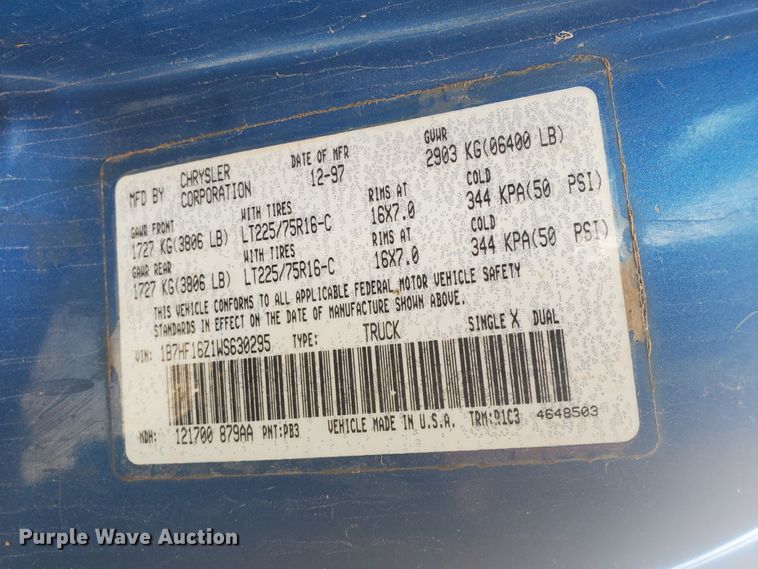 MFD BY CHRYSLER CORPORATION DATE OF MFR 12-97 GVWR 2903 KG(06400 LB)
GAWR FRONT WITH TIRES RIMS AT COLD
1727 KG(3806 LB) LT225/75R16-C 16X7.0 344 KPA(50 PSI)
GAWR REAR WITH TIRES RIMS AT COLD
1727 KG(3806 LB) LT225/75R16-C 16X7.0 344 KPA(50 PSI)
THIS VEHICLE CONFORMS TO ALL APPLICABLE FEDERAL MOTOR VEHICLE SAFETY
STANDARDS IN EFFECT ON THE DATE OF MANUFACTURE SHOWN ABOVE.
VIN: 1B7HF16Z1WS630295 TYPE: TRUCK SINGLE X DUAL
MDH: 121700 879AA PNT:PB3 VEHICLE MADE IN U.S.A. TRM:R1C3 4648503
Purple Wave Auction